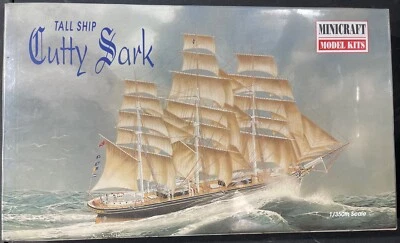 TALL SHIP
Cutty Sark
MINICRAFT
MODEL KITS
1/350th Scale